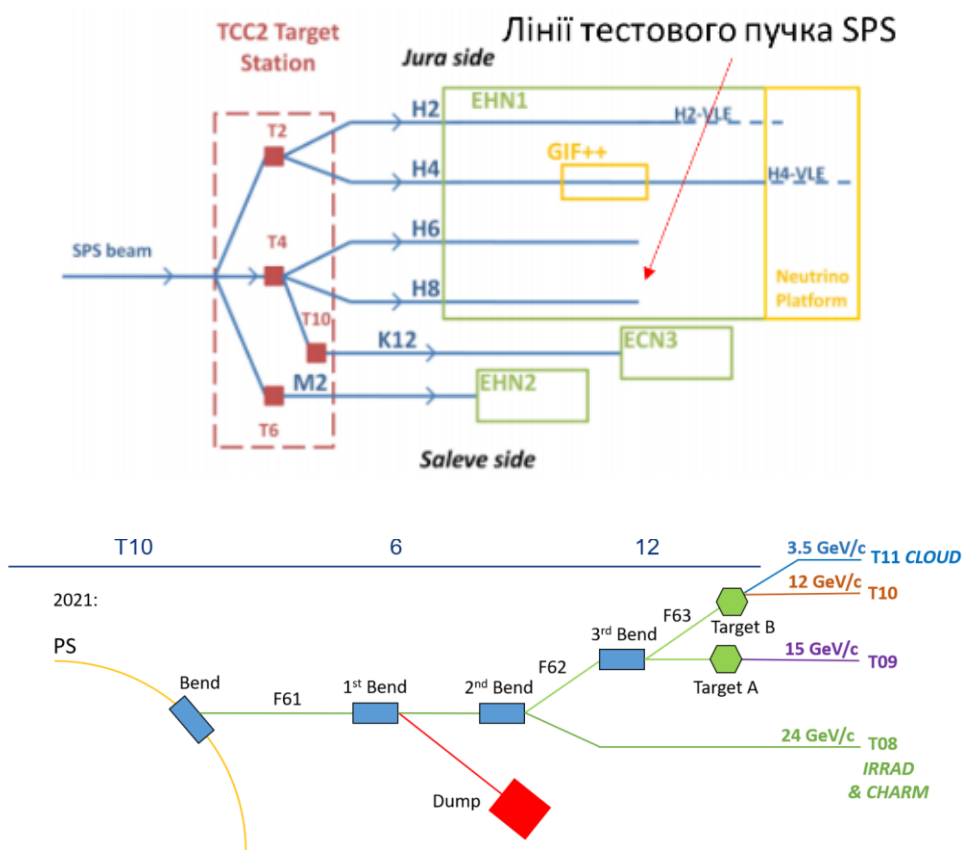 Лінії тестового пучка SPS
TCC2 Target
Station
Jura side
H2
EHN1
H2-VLE
T2
GIF++
H4
H4-VLE
H6
T4
SPS beam
H8
Neutrino
Platform
T10
K12
ECN3
M2
EHN2
T6
Saleve side
T10 6 12
3.5 GeV/c
T11 CLOUD
12 GeV/c
T10
2021:
F63
Target B
PS
3rd Bend
15 GeV/c
T09
Bend
F62
Target A
F61
1st Bend
2nd Bend
24 GeV/c
T08
IRRAD
& CHARM
Dump